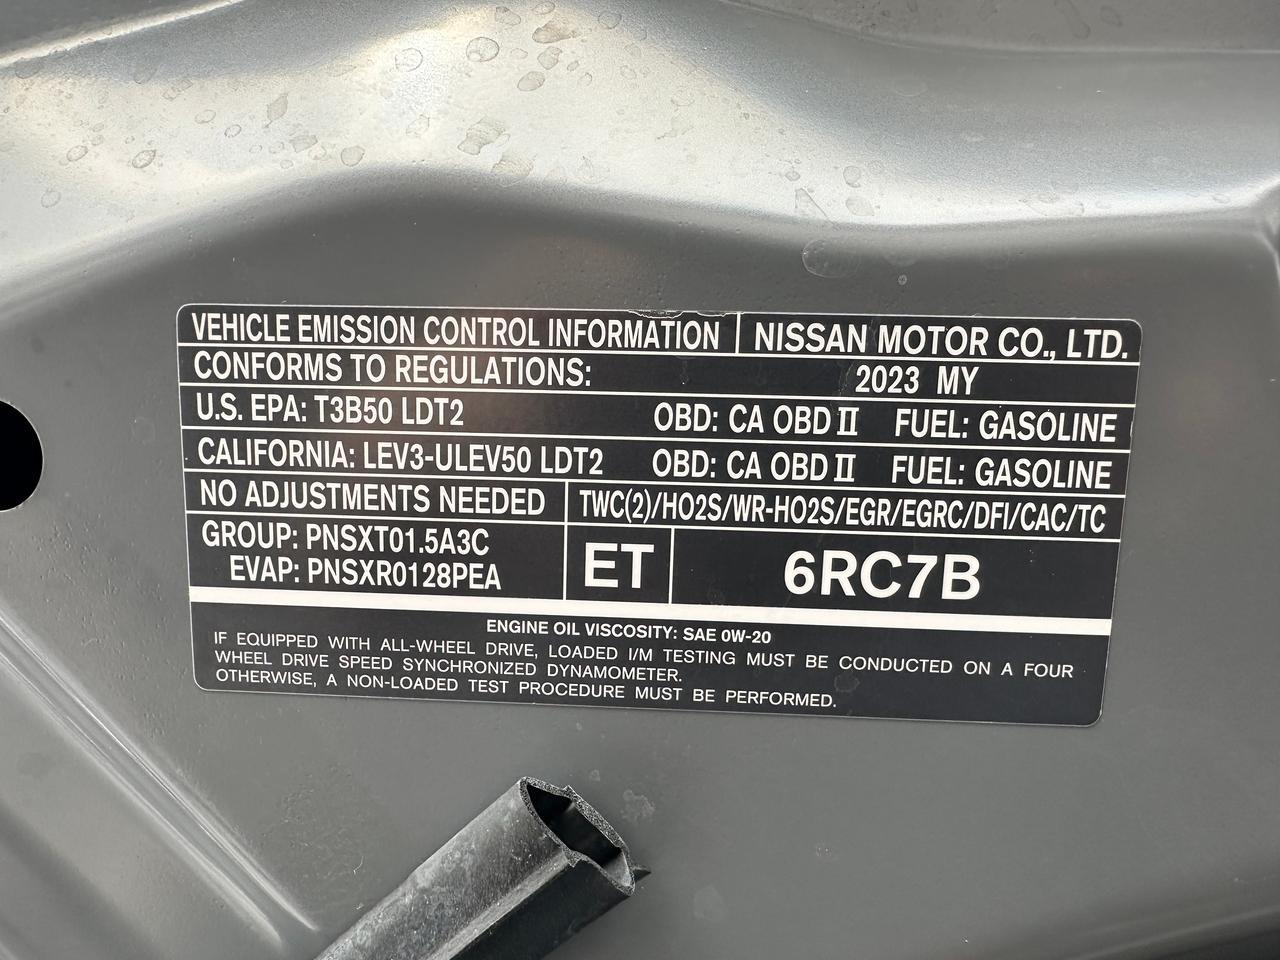 VEHICLE EMISSION CONTROL INFORMATION NISSAN MOTOR CO., LTD.
CONFORMS TO REGULATIONS: 2023 MY
U.S. EPA: T3B50 LDT2 OBD: CA OBD II FUEL: GASOLINE
CALIFORNIA: LEV3-ULEV50 LDT2 OBD: CA OBD II FUEL: GASOLINE
NO ADJUSTMENTS NEEDED TWC(2)/HO2S/WR-HO2S/EGR/EGRC/DFI/CAC/TC
GROUP: PNSXT01.5A3C
EVAP: PNSXR0128PEA
ET 6RC7B
ENGINE OIL VISCOSITY: SAE 0W-20
IF EQUIPPED WITH ALL-WHEEL DRIVE, LOADED I/M TESTING MUST BE CONDUCTED ON A FOUR
WHEEL DRIVE SPEED SYNCHRONIZED DYNAMOMETER.
OTHERWISE, A NON-LOADED TEST PROCEDURE MUST BE PERFORMED.